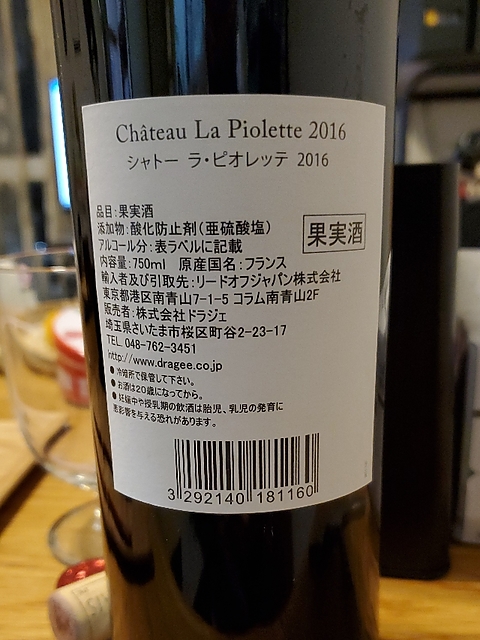 Château La Piolette 2016
シャトー ラ・ピオレッテ 2016
品目:果実酒
添加物:酸化防止剤(亜硫酸塩)
果実酒
アルコール分:表ラベルに記載
内容量:750ml 原産国名:フランス
輸入者及び引取先:リードオフジャパン株式会社
東京都港区南青山7-1-5 コラム南青山2F
販売者:株式会社ドラジェ
埼玉県さいたま市桜区町谷2-23-17
TEL 048-762-3451
http://www.dragee.co.jp
● 冷暗所で保管して下さい。
● お酒は20歳になってから。
● 妊娠中や授乳期の飲酒は胎児、乳児の発育に
悪影響を与える恐れがあります。
3 292140 181160